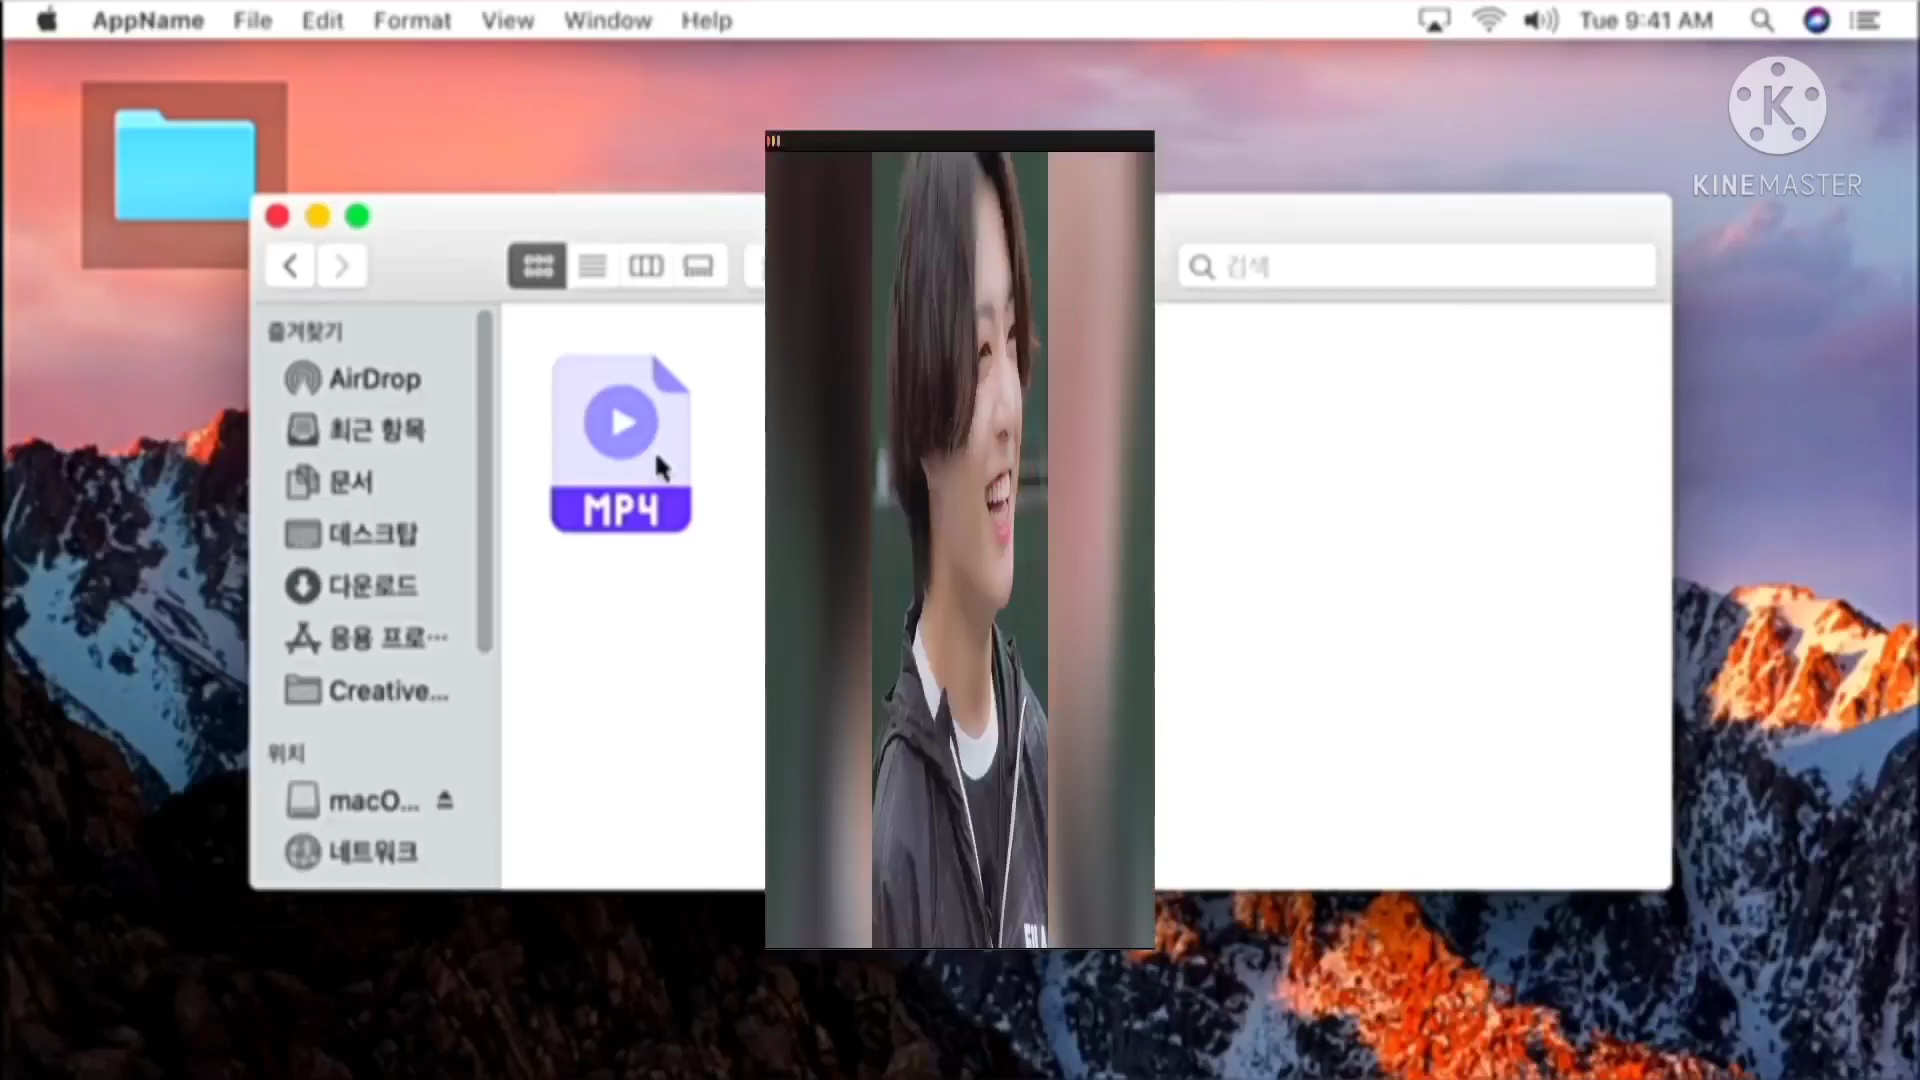 AppName File Edit Format View Window Help
Tue 9:41 AM
K
KINEMASTER
검색
즐겨찾기
AirDrop
최근 항목
문서
데스크탑
다운로드
응용 프로…
Creative...
위치
macO...
네트워크
MP4